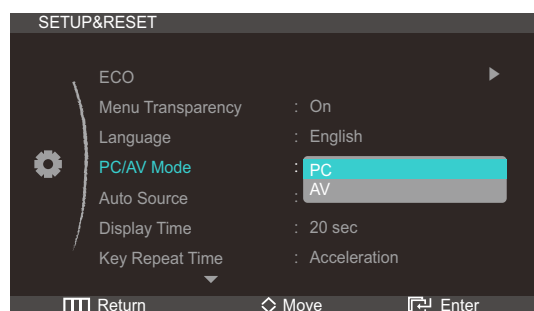 SETUP&RESET
ECO
Menu Transparency : On
Language : English
PC/AV Mode : PC
AV
Auto Source :
Display Time : 20 sec
Key Repeat Time : Acceleration
Return Move Enter